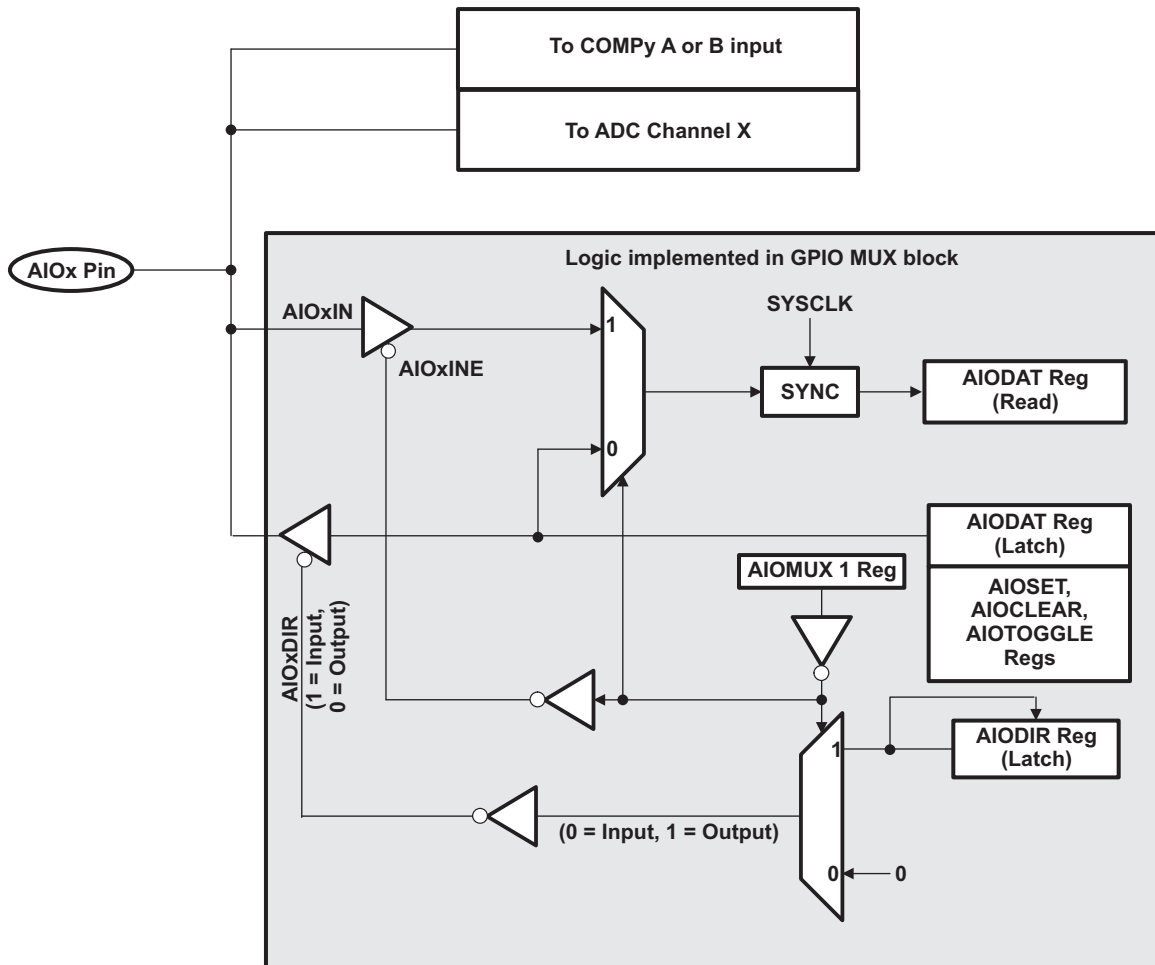 To COMPy A or B input
To ADC Channel X
AIOx Pin
Logic implemented in GPIO MUX block
AIOxIN
1
SYSCLK
AIOxINE
SYNC
AIODAT Reg
(Read)
0
AIODAT Reg
(Latch)
AIOMUX 1 Reg
AIOSET,
AIOCLEAR,
AIOTOGGLE
Regs
AIOxDIR
(1 = Input,
0 = Output)
1
AIODIR Reg
(Latch)
(0 = Input, 1 = Output)
0
0